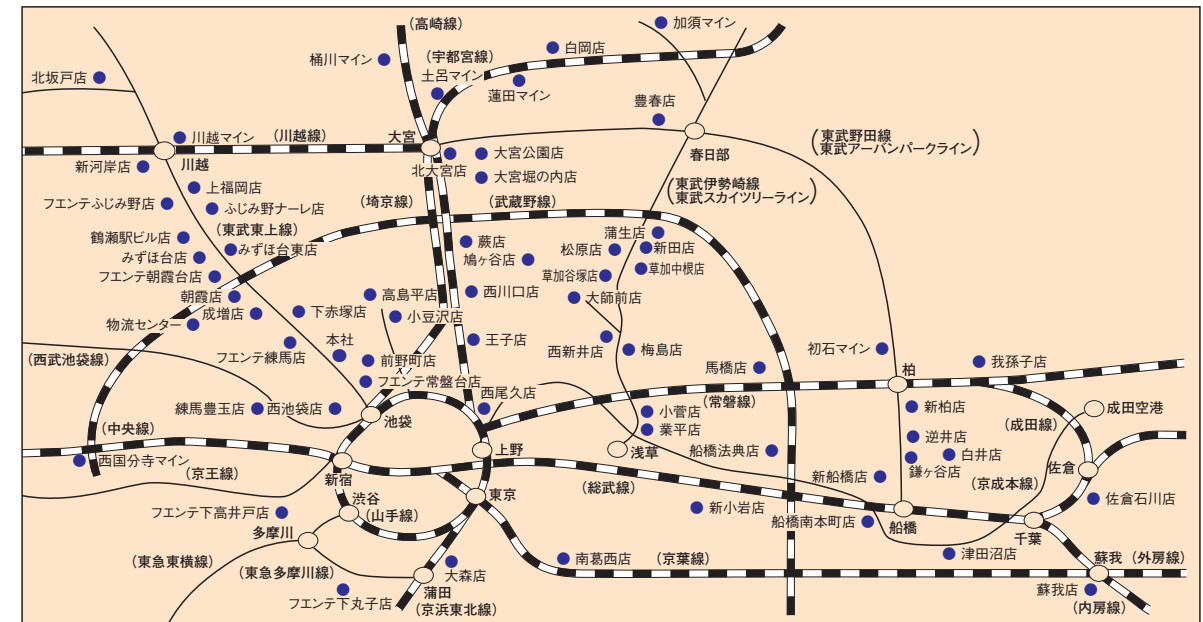 (高崎線)
加須マイン
白岡店
桶川マイン
(宇都宮線)
土呂マイン
北坂戸店
蓮田マイン
豊春店
川越マイン
(川越線)
大宮
(東武野田線
東武アーバンパークライン)
春日部
大宮公園店
新河岸店
川越
北大宮店
大宮堀の内店
上福岡店
(東武伊勢崎線
東武スカイツリーライン)
フエンテふじみ野店
ふじみ野ナーレ店
(埼京線)
(武蔵野線)
(東武東上線)
鶴瀬駅ビル店
蕨店
蒲生店
みずほ台東店
松原店
新田店
みずほ台店
鳩ヶ谷店
草加中根店
フエンテ朝霞台店
草加谷塚店
朝霞店
高島平店
西川口店
大師前店
成増店
下赤塚店
小豆沢店
物流センター
本社
王子店
(西武池袋線)
フエンテ練馬店
前野町店
西新井店
梅島店
初石マイン
馬橋店
柏
我孫子店
フエンテ常盤台店
西尾久店
(常磐線)
練馬豊玉店
西池袋店
池袋
小菅店
新柏店
成田空港
(中央線)
業平店
(成田線)
逆井店
西国分寺マイン
上野
浅草
船橋法典店
白井店
(京王線)
鎌ヶ谷店
佐倉
新宿
新船橋店
(京成本線)
(総武線)
渋谷
東京
佐倉石川店
フエンテ下高井戸店
(山手線)
新小岩店
船橋南本町店
船橋
多摩川
千葉
(東急東横線)
南葛西店
(京葉線)
津田沼店
蘇我
(外房線)
(東急多摩川線)
大森店
蒲田
蘇我店
フエンテ下丸子店
(京浜東北線)
(内房線)